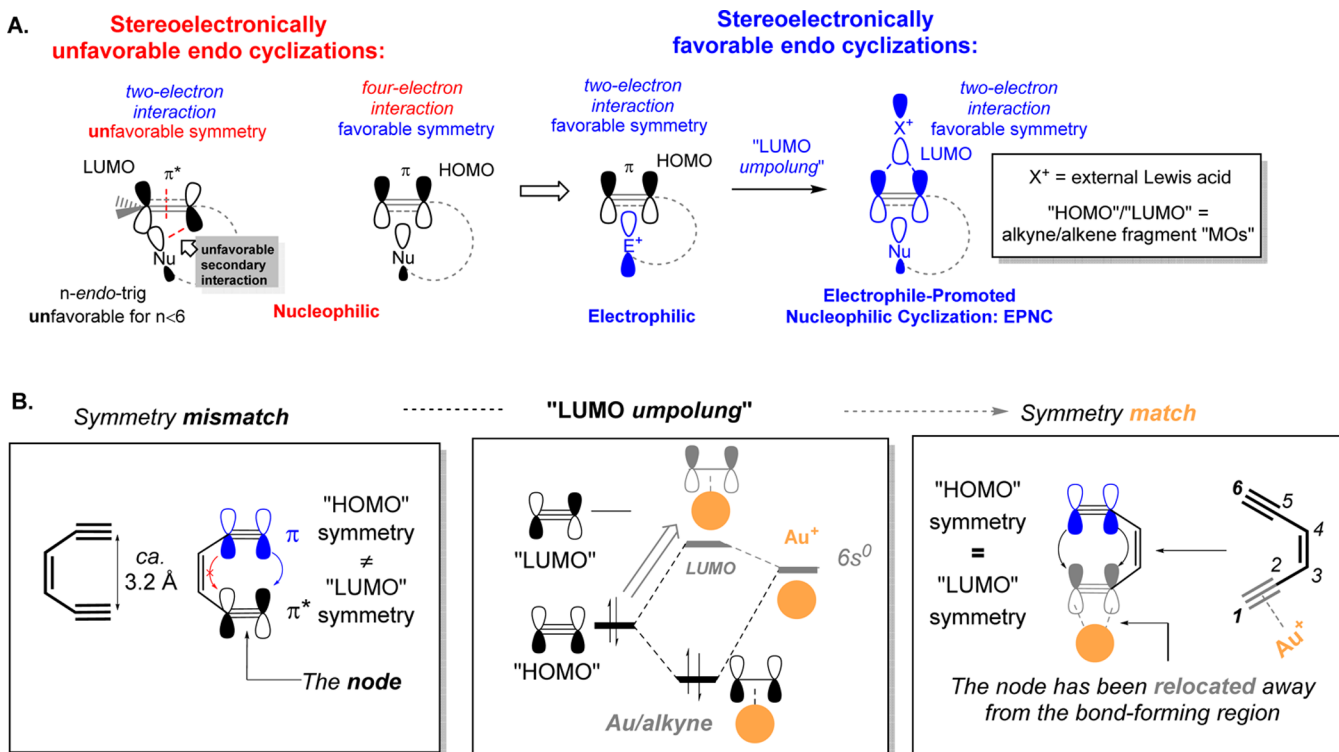 A.
Stereoelectronically
unfavorable endo cyclizations:
Stereoelectronically
favorable endo cyclizations:
two-electron
interaction
unfavorable symmetry
four-electron
interaction
favorable symmetry
two-electron
interaction
favorable symmetry
two-electron
interaction
favorable symmetry
LUMO
π*
Nu
unfavorable
secondary
interaction
n-endo-trig
unfavorable for n<6
π
HOMO
Nu
Nucleophilic
π
HOMO
E+
Electrophilic
"LUMO
umpolung"
X+
LUMO
Nu
Electrophile-Promoted
Nucleophilic Cyclization: EPNC
X+ = external Lewis acid
"HOMO"/"LUMO" =
alkyne/alkene fragment "MOs"
B.
Symmetry mismatch
"LUMO umpolung"
Symmetry match
ca.
3.2 Å
π
π*
"HOMO"
symmetry
≠
"LUMO"
symmetry
The node
"LUMO"
"HOMO"
LUMO
Au+
6s0
Au/alkyne
"HOMO"
symmetry
=
"LUMO"
symmetry
6
5
4
2
3
1
Au+
The node has been relocated away
from the bond-forming region